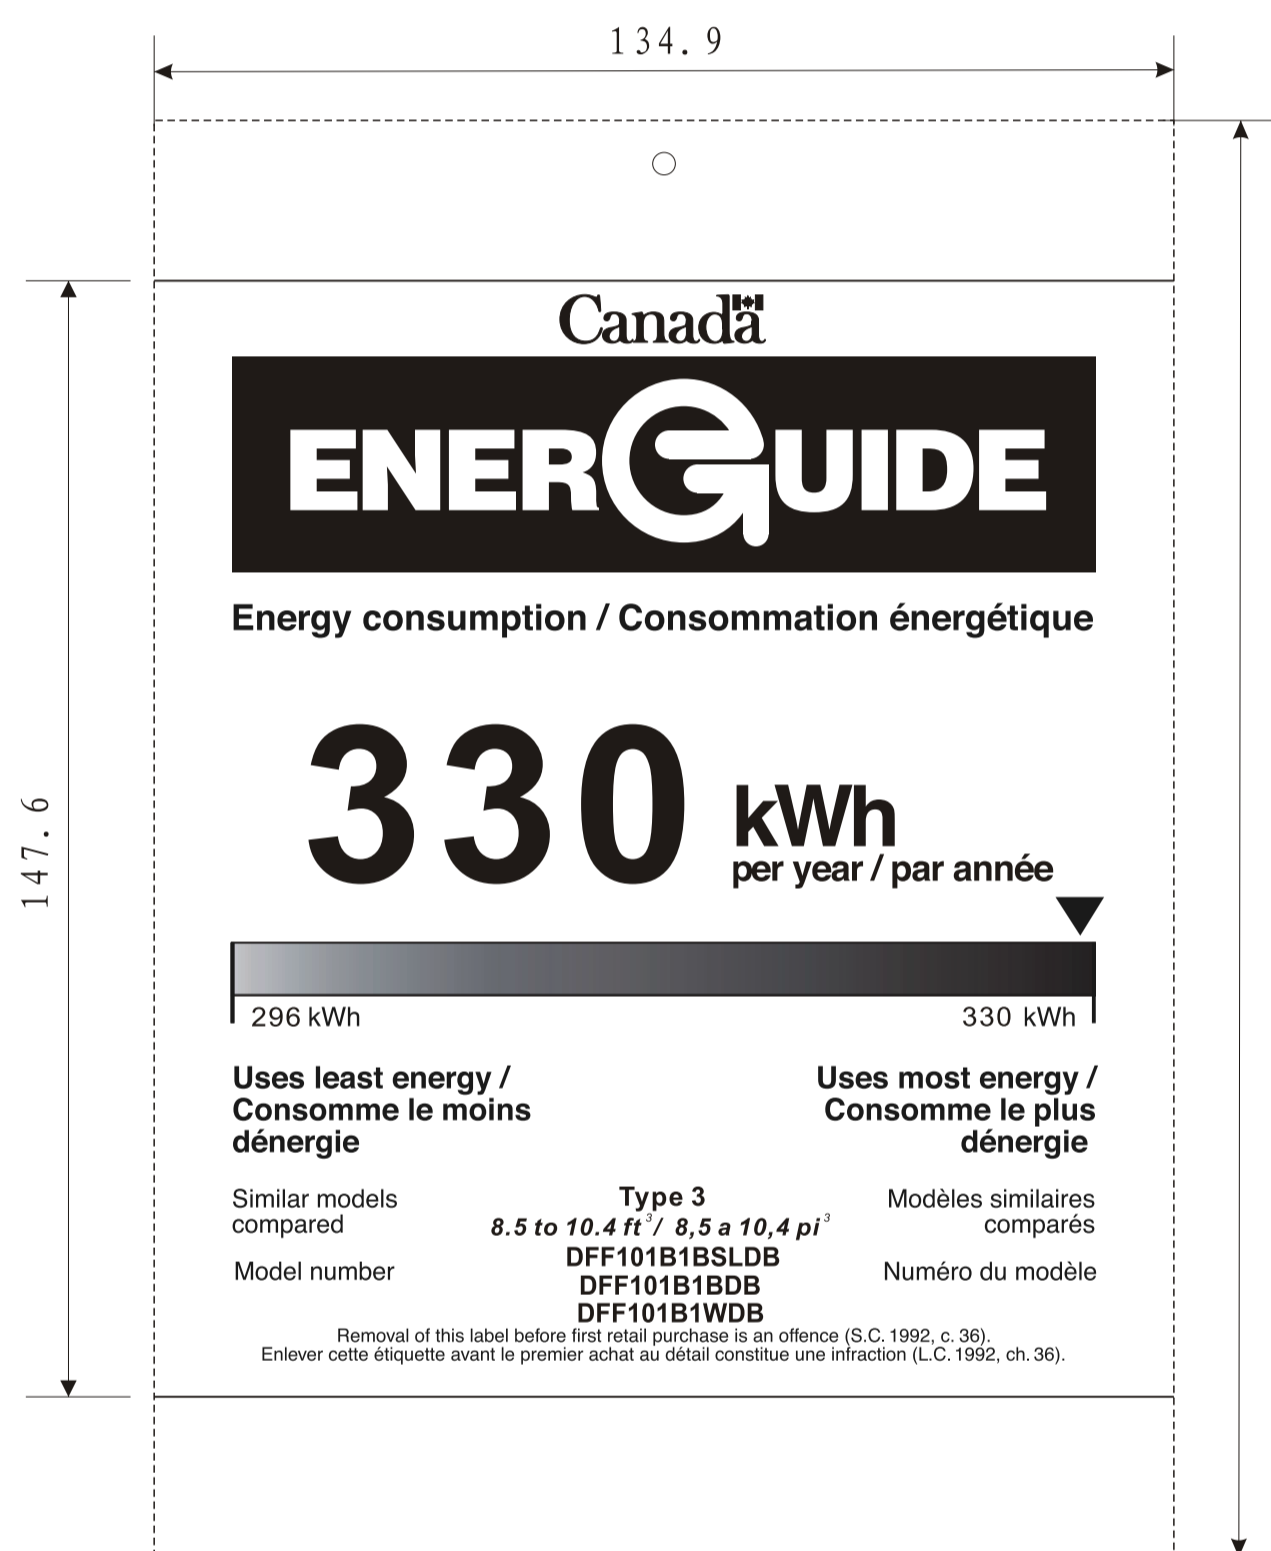 134.9
Canada
ENERGUIDE
Energy consumption / Consommation énergétique
330 kWh
per year / par année
147.6
296 kWh 330 kWh
Uses least energy / Uses most energy /
Consomme le moins Consomme le plus
dénergie dénergie
Similar models Type 3 Modèles similaires
compared 8.5 to 10.4 ft³/ 8,5 a 10,4 pi³ comparés
DFF101B1BSLDB
Model number DFF101B1BDB Numéro du modèle
DFF101B1WDB
Removal of this label before first retail purchase is an offence (S.C. 1992, c. 36).
Enlever cette étiquette avant le premier achat au détail constitue une infraction (L.C. 1992, ch. 36).